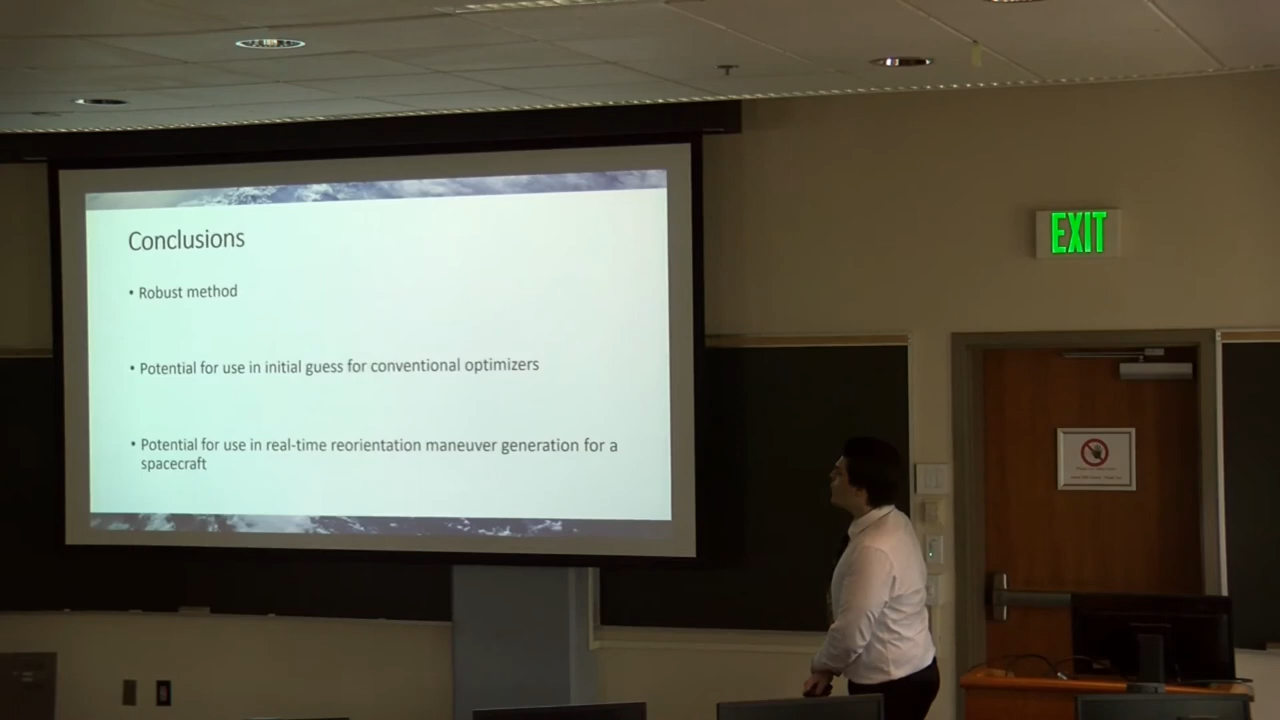 Conclusions
• Robust method
• Potential for use in initial guess for conventional optimizers
• Potential for use in real-time reorientation maneuver generation for a
spacecraft
EXIT